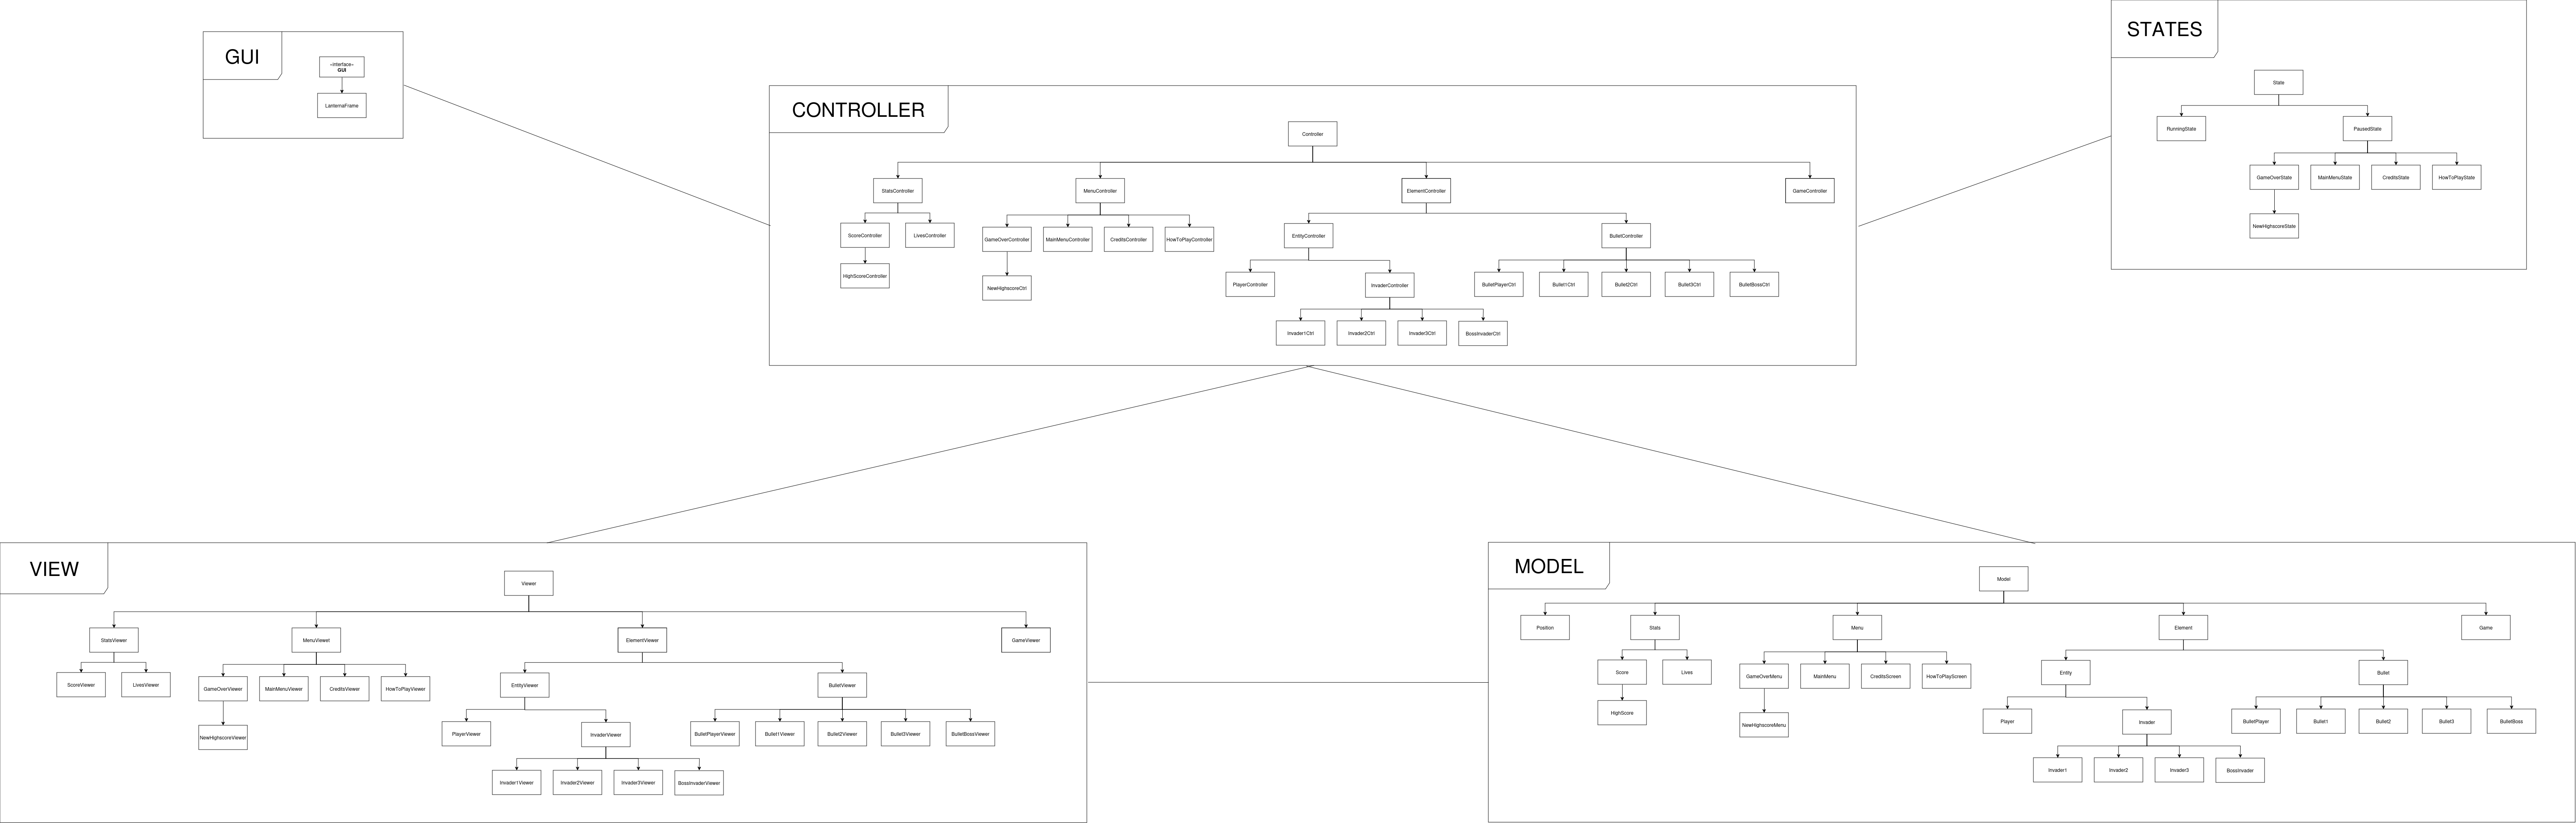 GUI
«interface»
GUI
LanternaFrame
CONTROLLER
Controller
StatsController
MenuController
ElementController
GameController
ScoreController
LivesController
GameOverController
MainMenuController
CreditsController
HowToPlayController
EntityController
BulletController
HighScoreController
NewHighscoreCtrl
PlayerController
InvaderController
BulletPlayerCtrl
Bullet1Ctrl
Bullet2Ctrl
Bullet3Ctrl
BulletBossCtrl
Invader1Ctrl
Invader2Ctrl
Invader3Ctrl
BossInvaderCtrl
STATES
State
RunningState
PausedState
GameOverState
MainMenuState
CreditsState
HowToPlayState
NewHighscoreState
VIEW
Viewer
StatsViewer
MenuViewet
ElementViewer
GameViewer
ScoreViewer
LivesViewer
GameOverViewer
MainMenuViewer
CreditsViewer
HowToPlayViewer
EntityViewer
BulletViewer
NewHighscoreViewer
PlayerViewer
InvaderViewer
BulletPlayerViewer
Bullet1Viewer
Bullet2Viewer
Bullet3Viewer
BulletBossViewer
Invader1Viewer
Invader2Viewer
Invader3Viewer
BossInvaderViewer
MODEL
Model
Position
Stats
Menu
Element
Game
Score
Lives
GameOverMenu
MainMenu
CreditsScreen
HowToPlayScreen
Entity
Bullet
HighScore
NewHighscoreMenu
Player
Invader
BulletPlayer
Bullet1
Bullet2
Bullet3
BulletBoss
Invader1
Invader2
Invader3
BossInvader